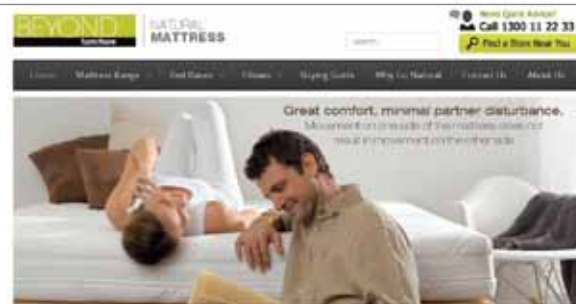 BEYOND
furniture
NATURAL
MATTRESS
search...
Need Quick Advice?
Call 1300 11 22 33
Find a Store Near You
Home Mattress Range Bed Bases Pillows Buying Guide Why Go Natural Contact Us About Us
Great comfort, minimal partner disturbance.
Movement on one side of the mattress does not
result in movement on the other side.